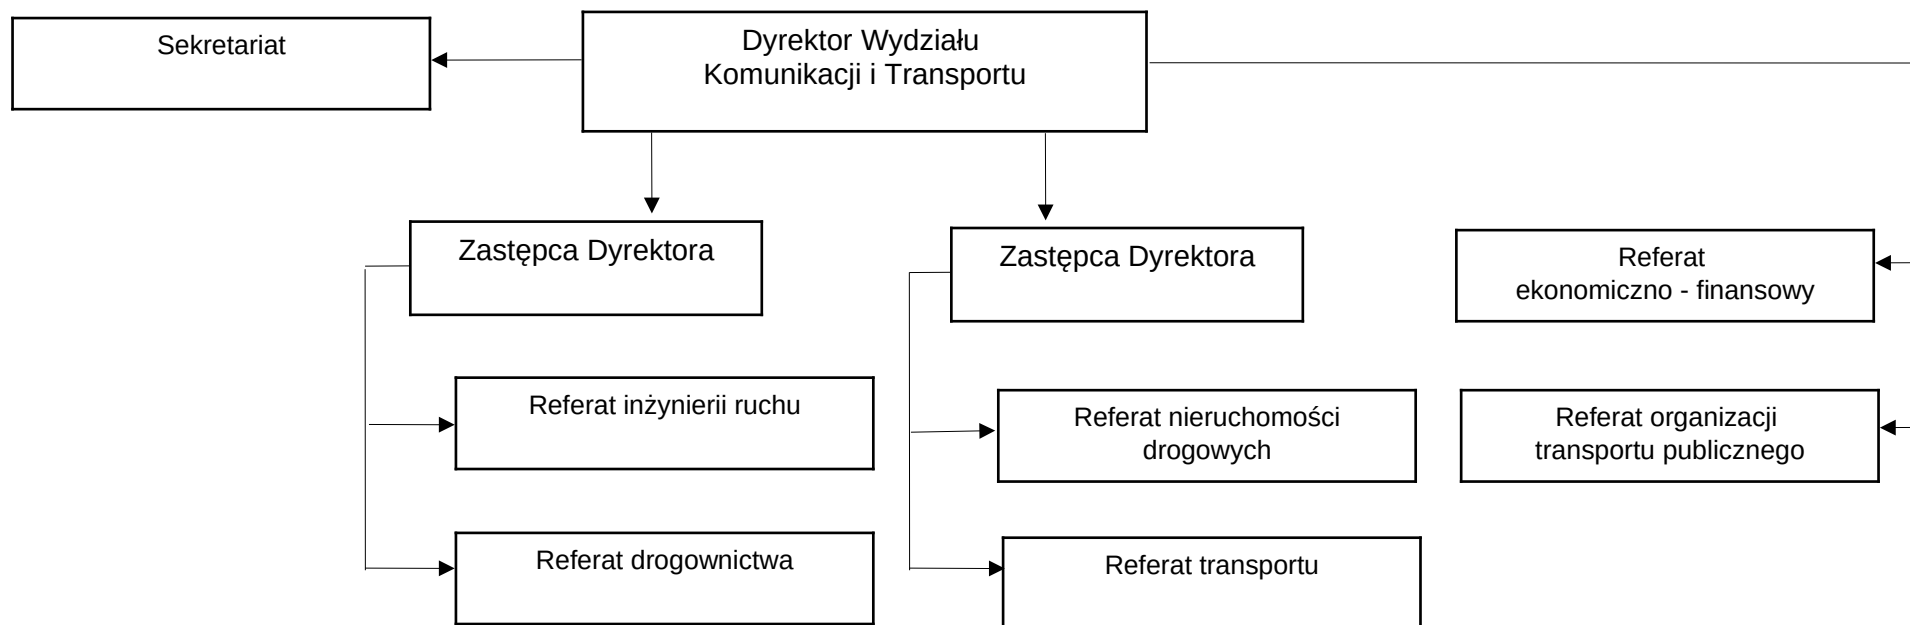 Sekretariat
Dyrektor Wydziału
Komunikacji i Transportu
Zastępca Dyrektora
Zastępca Dyrektora
Referat
ekonomiczno - finansowy
Referat inżynierii ruchu
Referat nieruchomości
drogowych
Referat organizacji
transportu publicznego
Referat drogownictwa
Referat transportu